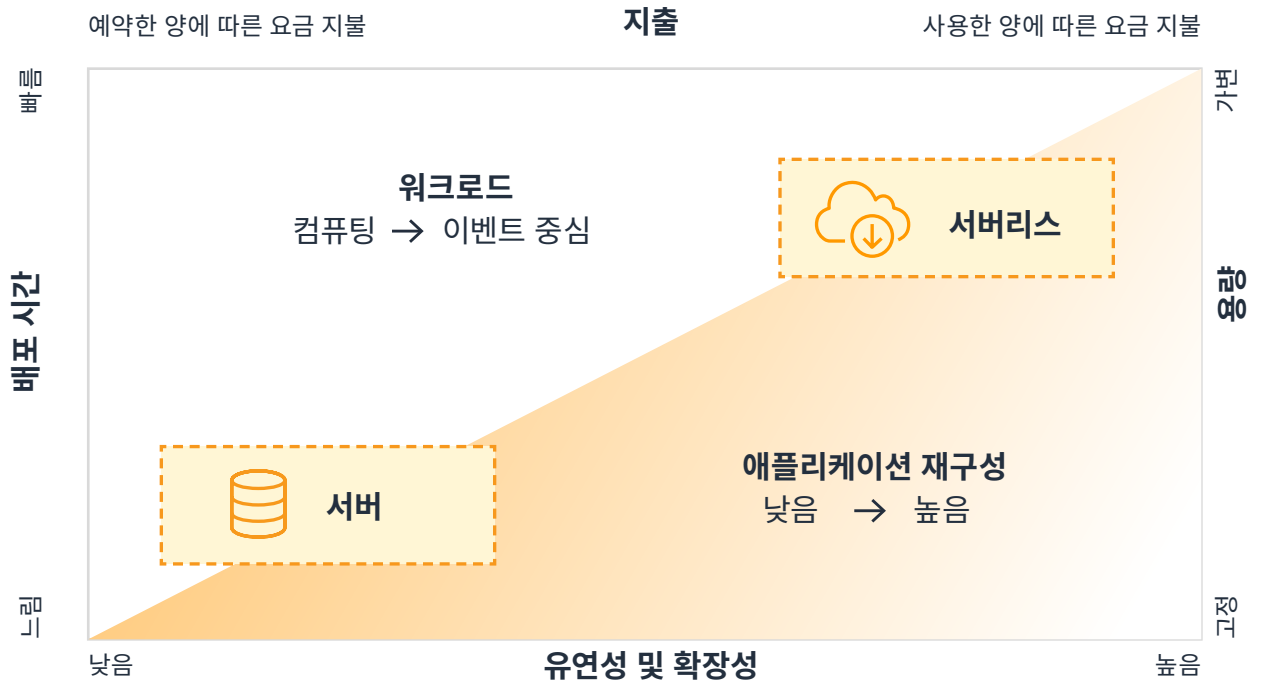 예약한 양에 따른 요금 지불
지출
사용한 양에 따른 요금 지불
빠름
가변
워크로드
컴퓨팅 → 이벤트 중심
서버리스
배포 시간
용량
애플리케이션 재구성
낮음 → 높음
서버
느림
고정
낮음
유연성 및 확장성
높음